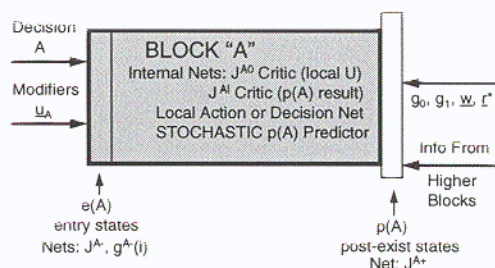 Decision
A
Modifiers
u_A
BLOCK "A"
Internal Nets: J^A0 Critic (local U)
J^AI Critic (p(A) result)
Local Action or Decision Net
STOCHASTIC p(A) Predictor
g₀, g₁, w, r*
Info From
Higher
Blocks
e(A)
entry states
Nets: J^A-, g^A-(i)
p(A)
post-exist states
Net: J^A+